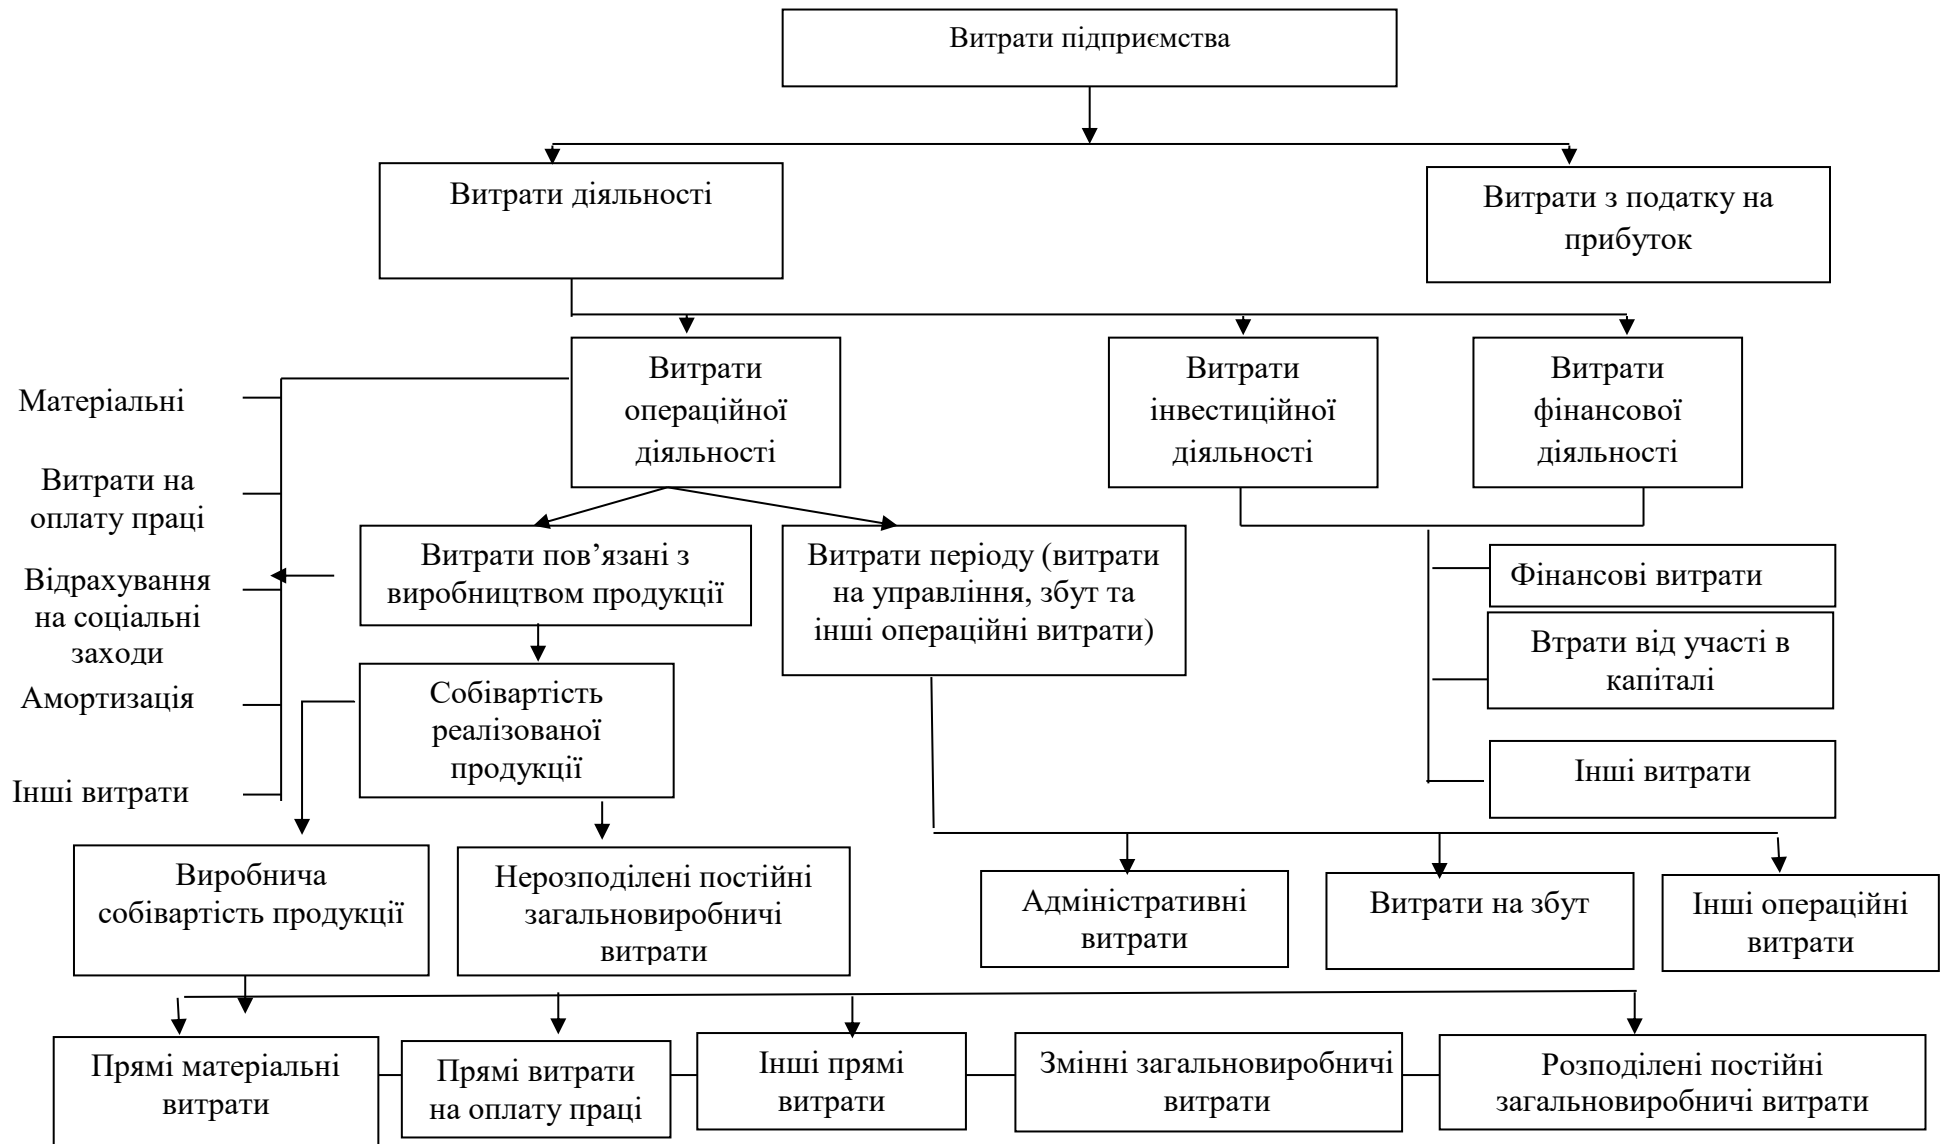 Витрати підприємства
Витрати діяльності
Витрати з податку на
прибуток
Витрати
операційної
діяльності
Витрати
інвестиційної
діяльності
Витрати
фінансової
діяльності
Матеріальні
Витрати на
оплату праці
Відрахування
на соціальні
заходи
Амортизація
Інші витрати
Витрати пов’язані з
виробництвом продукції
Витрати періоду (витрати
на управління, збут та
інші операційні витрати)
Фінансові витрати
Втрати від участі в
капіталі
Інші витрати
Собівартість
реалізованої
продукції
Виробнича
собівартість продукції
Нерозподілені постійні
загальновиробничі
витрати
Адміністративні
витрати
Витрати на збут
Інші операційні
витрати
Прямі матеріальні
витрати
Прямі витрати
на оплату праці
Інші прямі
витрати
Змінні загальновиробничі
витрати
Розподілені постійні
загальновиробничі витрати